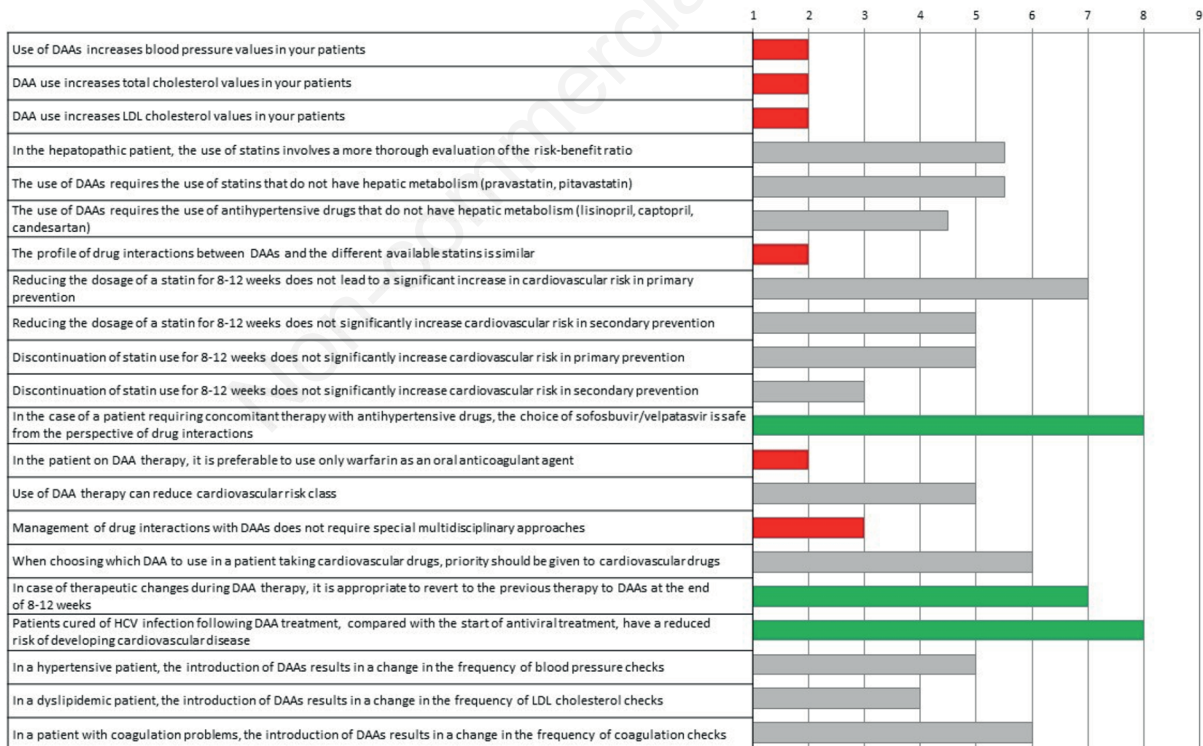 1 2 3 4 5 6 7 8 9
Use of DAAs increases blood pressure values in your patients
DAA use increases total cholesterol values in your patients
DAA use increases LDL cholesterol values in your patients
In the hepatopathic patient, the use of statins involves a more thorough evaluation of the risk-benefit ratio
The use of DAAs requires the use of statins that do not have hepatic metabolism (pravastatin, pitavastatin)
The use of DAAs requires the use of antihypertensive drugs that do not have hepatic metabolism (lisinopril, captopril,
candesartan)
The profile of drug interactions between DAAs and the different available statins is similar
Reducing the dosage of a statin for 8-12 weeks does not lead to a significant increase in cardiovascular risk in primary
prevention
Reducing the dosage of a statin for 8-12 weeks does not significantly increase cardiovascular risk in secondary prevention
Discontinuation of statin use for 8-12 weeks does not significantly increase cardiovascular risk in primary prevention
Discontinuation of statin use for 8-12 weeks does not significantly increase cardiovascular risk in secondary prevention
In the case of a patient requiring concomitant therapy with antihypertensive drugs, the choice of sofosbuvir/velpatasvir is safe
from the perspective of drug interactions
In the patient on DAA therapy, it is preferable to use only warfarin as an oral anticoagulant agent
Use of DAA therapy can reduce cardiovascular risk class
Management of drug interactions with DAAs does not require special multidisciplinary approaches
When choosing which DAA to use in a patient taking cardiovascular drugs, priority should be given to cardiovascular drugs
In case of therapeutic changes during DAA therapy, it is appropriate to revert to the previous therapy to DAAs at the end
of 8-12 weeks
Patients cured of HCV infection following DAA treatment, compared with the start of antiviral treatment, have a reduced
risk of developing cardiovascular disease
In a hypertensive patient, the introduction of DAAs results in a change in the frequency of blood pressure checks
In a dyslipidemic patient, the introduction of DAAs results in a change in the frequency of LDL cholesterol checks
In a patient with coagulation problems, the introduction of DAAs results in a change in the frequency of coagulation checks
Non-commercia